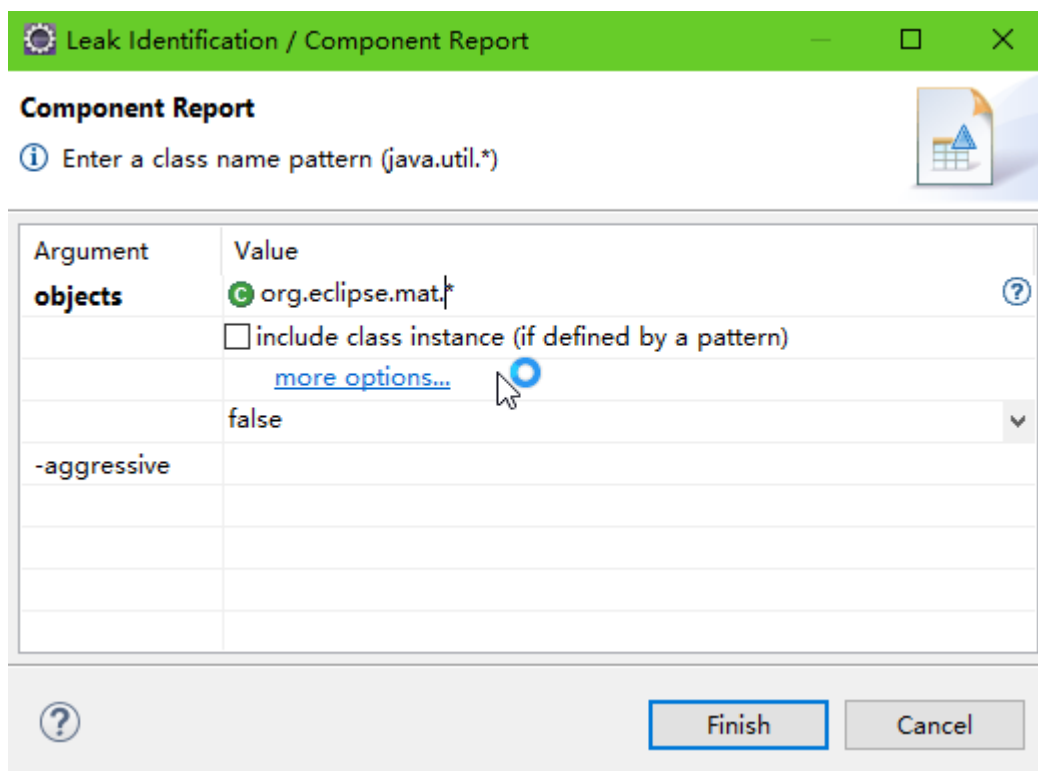 Leak Identification / Component Report
Component Report
Enter a class name pattern (java.util.*)
Argument Value
objects org.eclipse.mat.*
include class instance (if defined by a pattern)
more options...
false
-aggressive
Finish Cancel